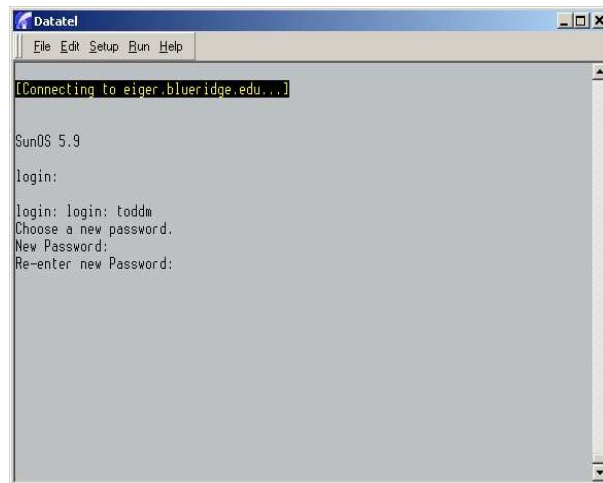 Datatel
File Edit Setup Run Help
[Connecting to eiger.blueridge.edu...]
SunOS 5.9
login:
login: login: toddm
Choose a new password.
New Password:
Re-enter new Password: